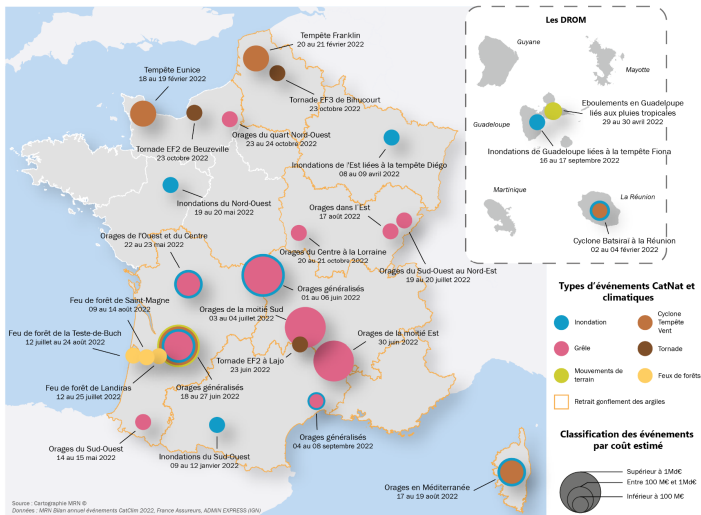 Les DROM
Guyane
Mayotte
Tempête Franklin
20 au 21 février 2022
Tempête Eunice
18 au 19 février 2022
Tornade EF3 de Bihucourt
23 octobre 2022
Eboulements en Guadeloupe
liés aux pluies tropicales
29 au 30 avril 2022
Guadeloupe
Orages du quart Nord-Ouest
23 au 24 octobre 2022
Tornade EF2 de Beuzeville
23 octobre 2022
Inondations de Guadeloupe liées à la tempête Fiona
16 au 17 septembre 2022
Inondations de l'Est liées à la tempête Diégo
08 au 09 avril 2022
Martinique
La Réunion
Inondations du Nord-Ouest
19 au 20 mai 2022
Orages dans l'Est
17 août 2022
Orages de l'Ouest et du Centre
22 au 23 mai 2022
Cyclone Batsirai à la Réunion
02 au 04 février 2022
Orages du Centre à la Lorraine
20 au 21 octobre 2022
Orages du Sud-Ouest au Nord-Est
19 au 20 juillet 2022
Orages généralisés
01 au 06 juin 2022
Feu de forêt de Saint-Magne
09 au 14 août 2022
Orages de la moitié Sud
03 au 04 juillet 2022
Feu de forêt de la Teste-de-Buch
12 juillet au 24 août 2022
Orages de la moitié Est
30 juin 2022
Tornade EF2 à Lajo
23 juin 2022
Feu de forêt de Landiras
12 au 25 juillet 2022
Orages généralisés
18 au 27 juin 2022
Orages généralisés
04 au 08 septembre 2022
Orages du Sud-Ouest
14 au 15 mai 2022
Inondations du Sud-Ouest
09 au 12 janvier 2022
Orages en Méditerranée
17 au 19 août 2022
Types d'événements CatNat et
climatiques
Inondation
Cyclone
Tempête
Vent
Grêle
Tornade
Mouvements de
terrain
Feux de forêts
Retrait gonflement des argiles
Classification des événements
par coût estimé
Supérieur à 1Md€
Entre 100 M€ et 1Md€
Inférieur à 100 M€
Source : Cartographie MRN ©
Données : MRN Bilan annuel événements CatClim 2022, France Assureurs, ADMIN EXPRESS (IGN)